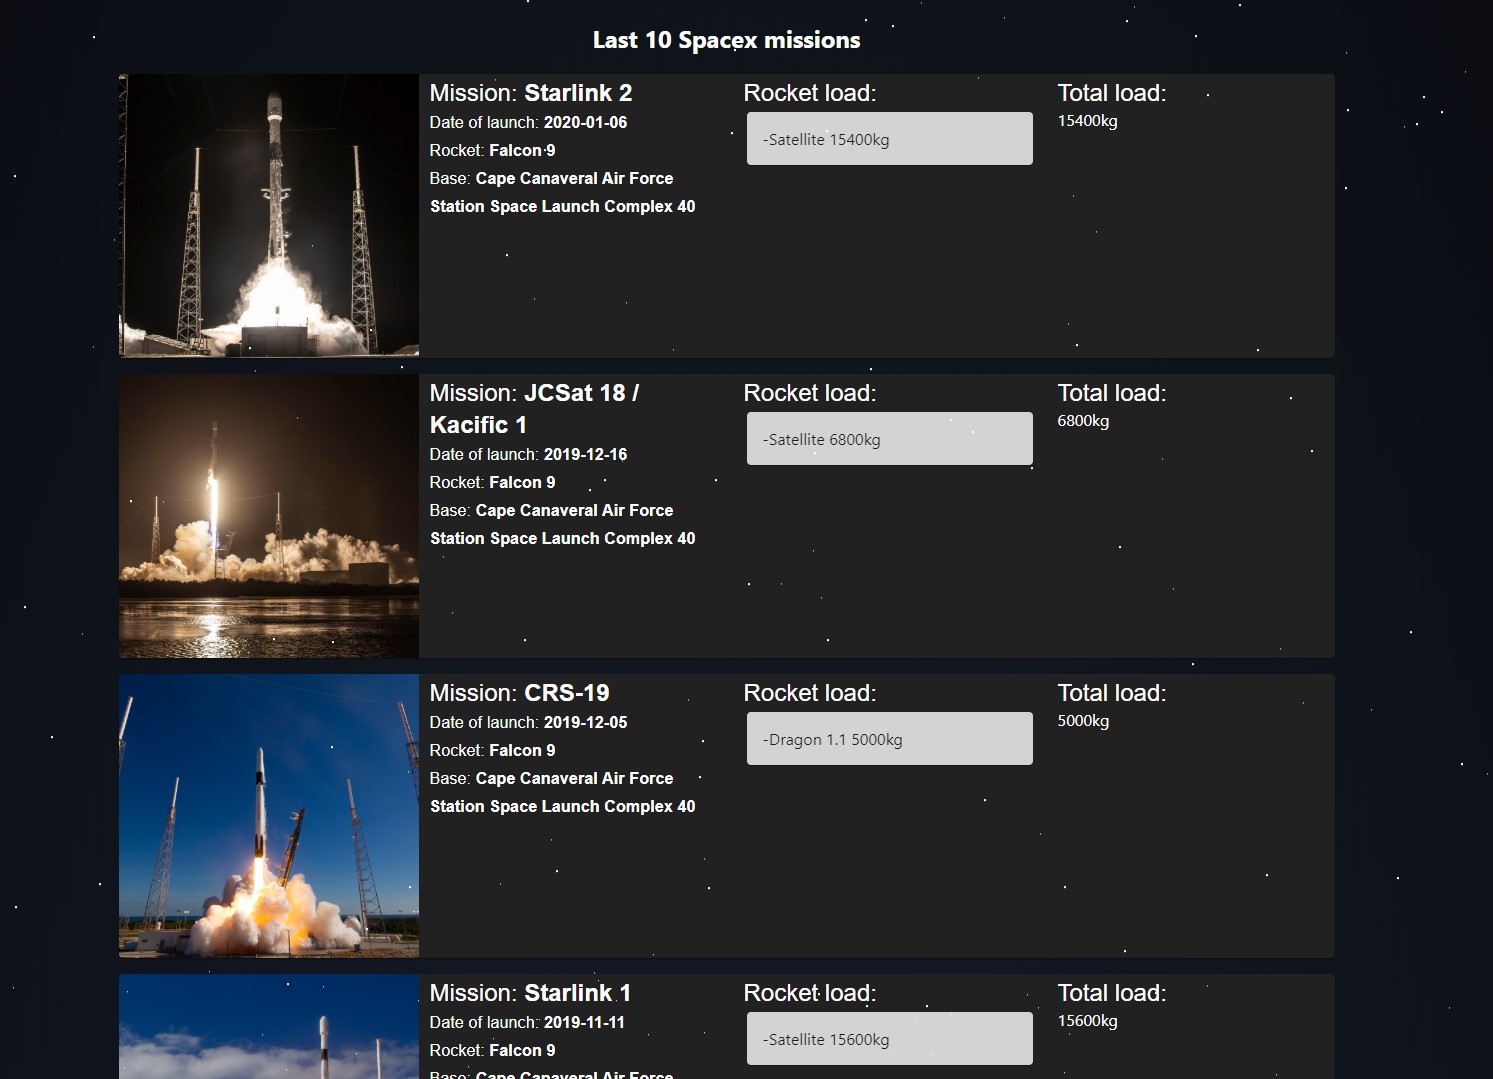 Last 10 Spacex missions
Mission: Starlink 2
Date of launch: 2020-01-06
Rocket: Falcon 9
Base: Cape Canaveral Air Force
Station Space Launch Complex 40
Rocket load:
-Satellite 15400kg
Total load:
15400kg
Mission: JCSat 18 /
Kacific 1
Date of launch: 2019-12-16
Rocket: Falcon 9
Base: Cape Canaveral Air Force
Station Space Launch Complex 40
Rocket load:
-Satellite 6800kg
Total load:
6800kg
Mission: CRS-19
Date of launch: 2019-12-05
Rocket: Falcon 9
Base: Cape Canaveral Air Force
Station Space Launch Complex 40
Rocket load:
-Dragon 1.1 5000kg
Total load:
5000kg
Mission: Starlink 1
Date of launch: 2019-11-11
Rocket: Falcon 9
Base: Cape Canaveral Air Force
Rocket load:
-Satellite 15600kg
Total load:
15600kg